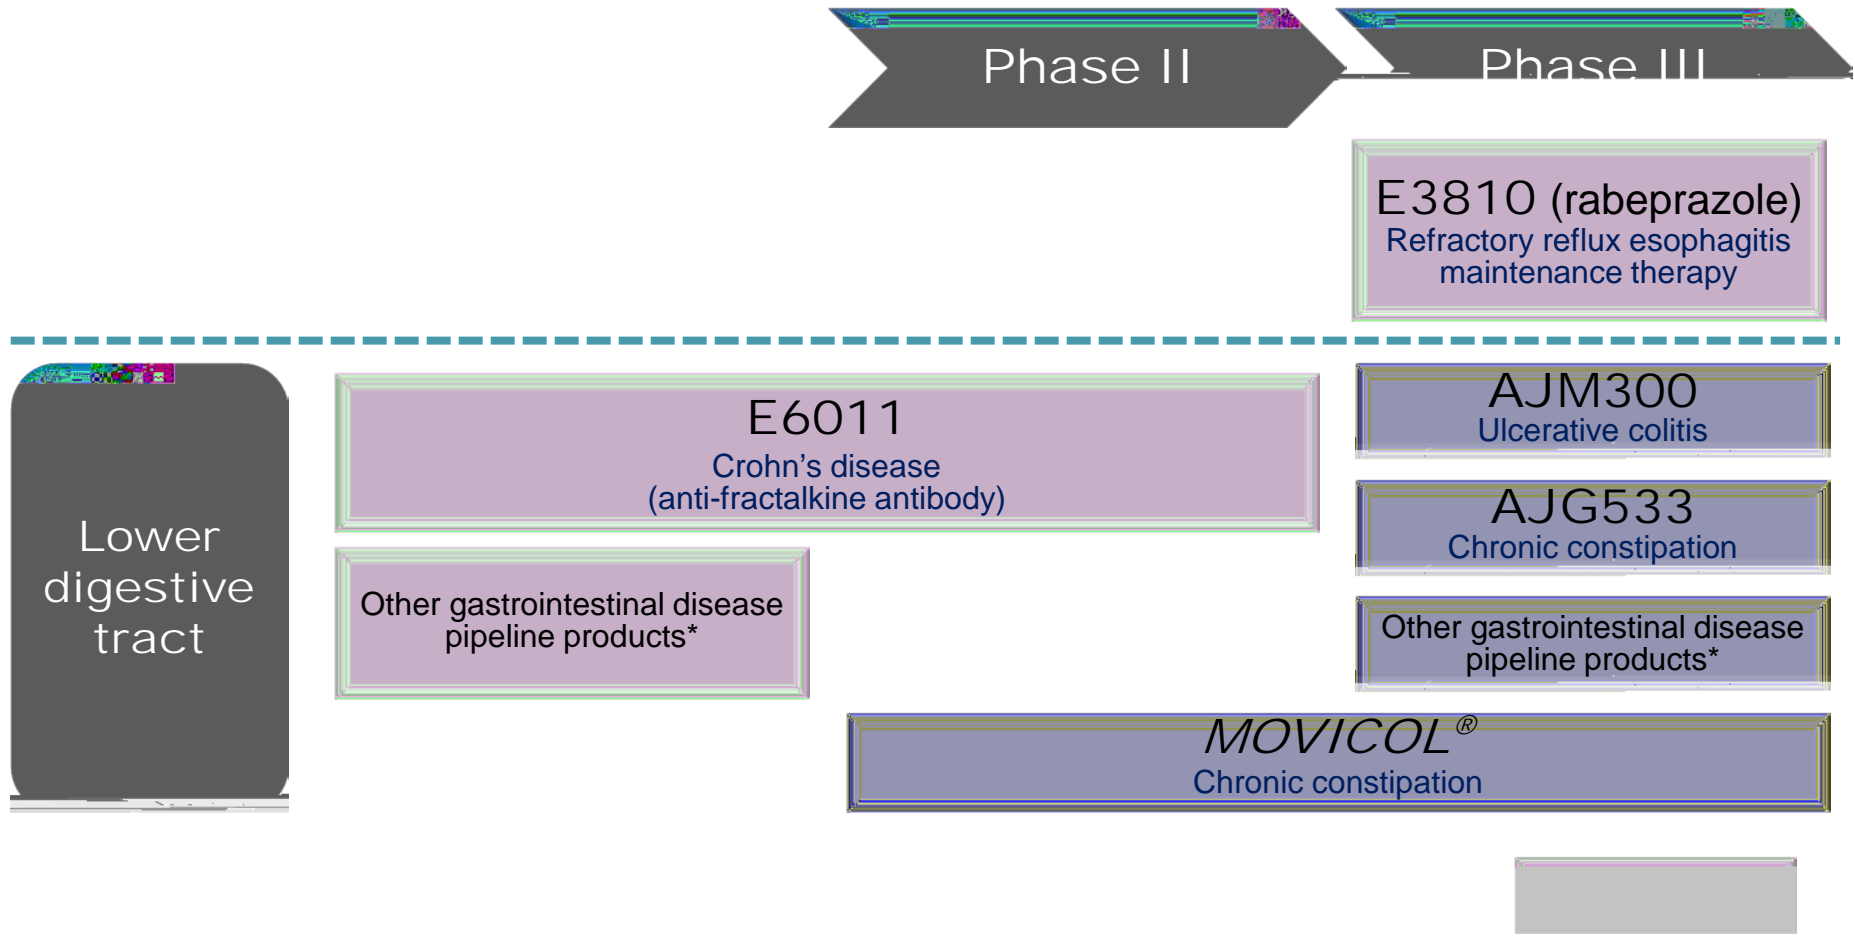 Phase II
Phase III
E3810 (rabeprazole)
Refractory reflux esophagitis
maintenance therapy
Lower
digestive
tract
E6011
Crohn’s disease
(anti-fractalkine antibody)
Other gastrointestinal disease
pipeline products*
AJM300
Ulcerative colitis
AJG533
Chronic constipation
Other gastrointestinal disease
pipeline products*
MOVICOL®
Chronic constipation